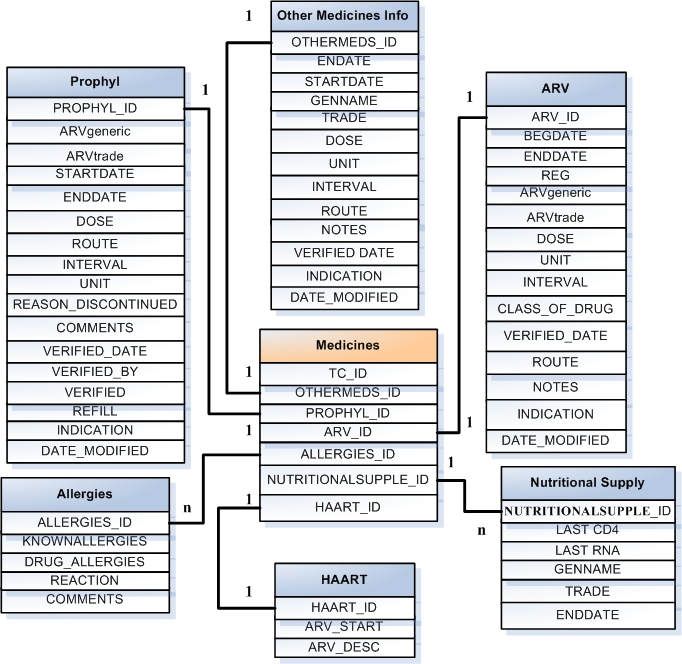 1
Other Medicines Info
OTHERMEDS_ID
ENDATE
STARTDATE
GENNAME
TRADE
DOSE
UNIT
INTERVAL
ROUTE
NOTES
VERIFIED DATE
INDICATION
DATE_MODIFIED
Prophyl
1
PROPHYL_ID
ARVgeneric
ARVtrade
STARTDATE
ENDDATE
DOSE
ROUTE
INTERVAL
UNIT
REASON_DISCONTINUED
COMMENTS
VERIFIED_DATE
VERIFIED_BY
VERIFIED
REFILL
INDICATION
DATE_MODIFIED
1
ARV
ARV_ID
BEGDATE
ENDDATE
REG
ARVgeneric
ARVtrade
DOSE
UNIT
INTERVAL
CLASS_OF_DRUG
VERIFIED_DATE
ROUTE
NOTES
INDICATION
DATE_MODIFIED
Medicines
1
TC_ID
OTHERMEDS_ID
PROPHYL_ID
1
ARV_ID
1
ALLERGIES_ID
1
NUTRITIONALSUPPLE_ID
1
HAART_ID
Allergies
n
ALLERGIES_ID
KNOWNALLERGIES
DRUG_ALLERGIES
REACTION
COMMENTS
Nutritional Supply
n
NUTRITIONALSUPPLE_ID
LAST CD4
LAST RNA
GENNAME
TRADE
ENDDATE
HAART
1
HAART_ID
ARV_START
ARV_DESC